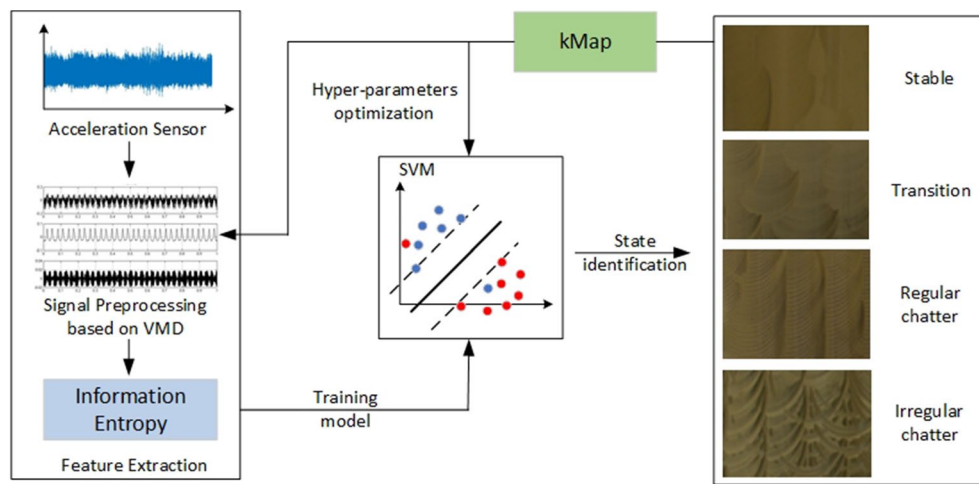 Acceleration Sensor
Signal Preprocessing
based on VMD
Information
Entropy
Feature Extraction
kMap
Hyper-parameters
optimization
SVM
State
identification
Training
model
Stable
Transition
Regular
chatter
Irregular
chatter